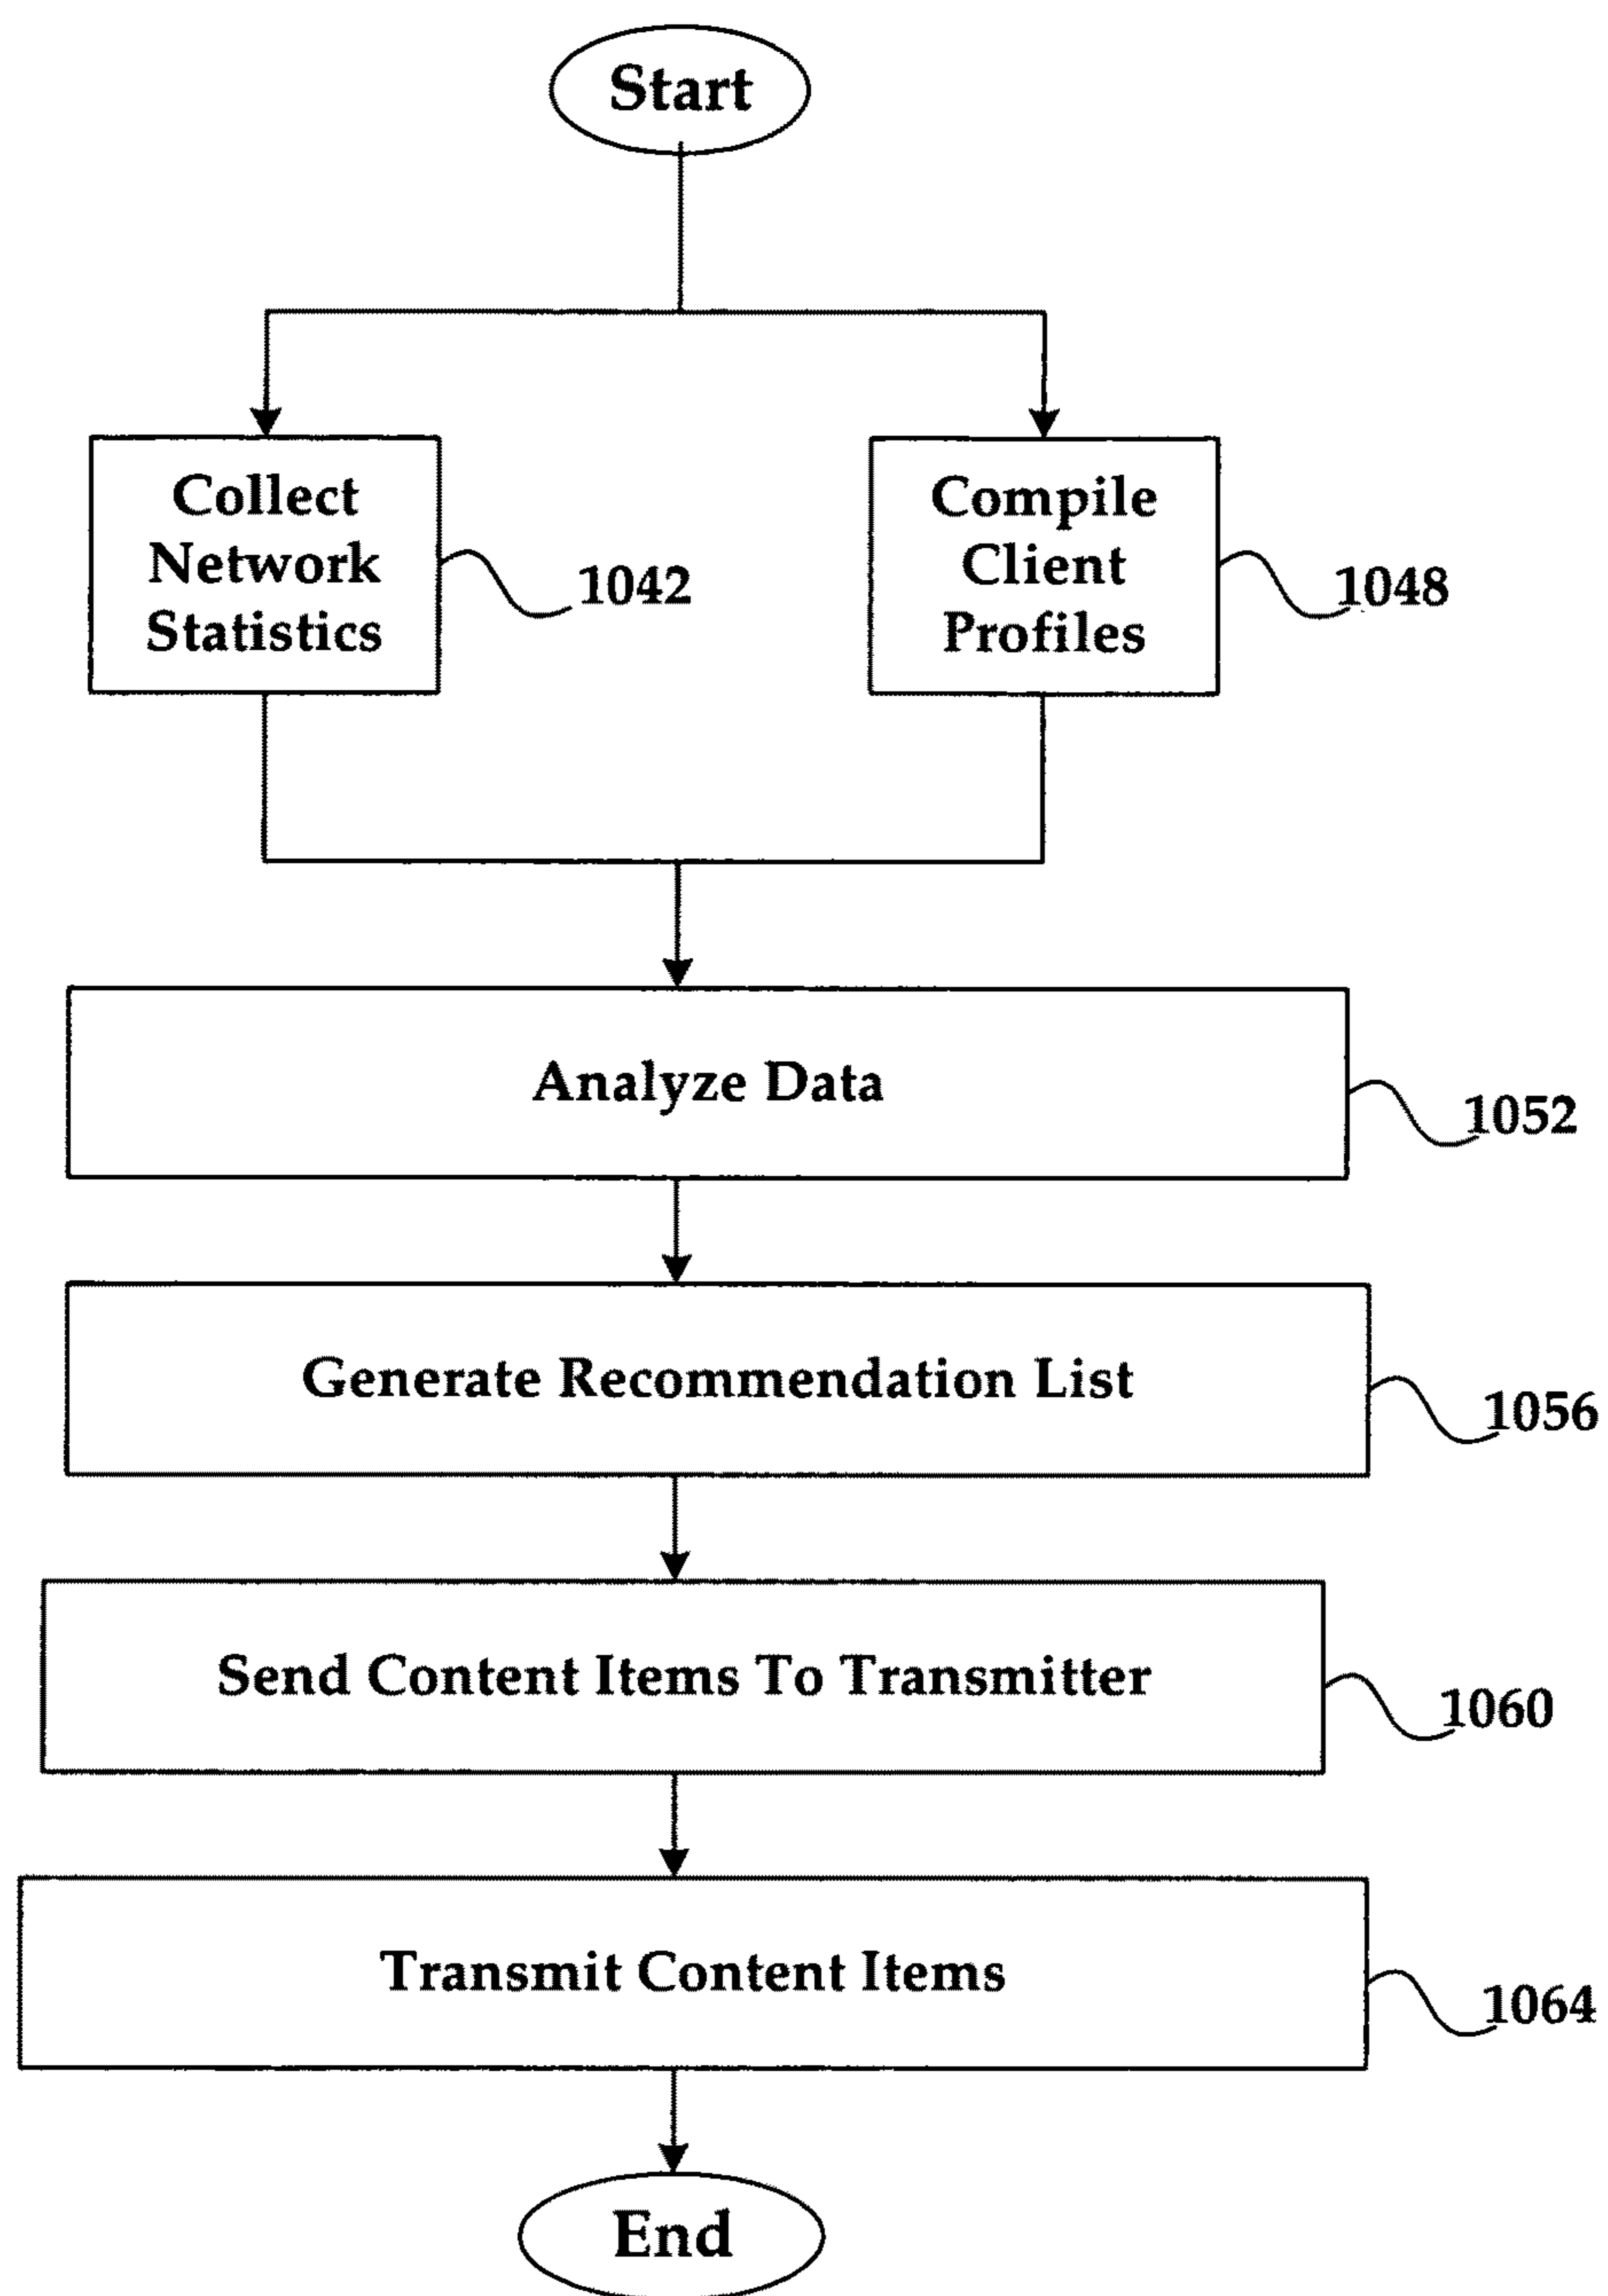 Start
Collect
Network
Statistics
1042
Compile
Client
Profiles
1048
Analyze Data
1052
Generate Recommendation List
1056
Send Content Items To Transmitter
1060
Transmit Content Items
1064
End